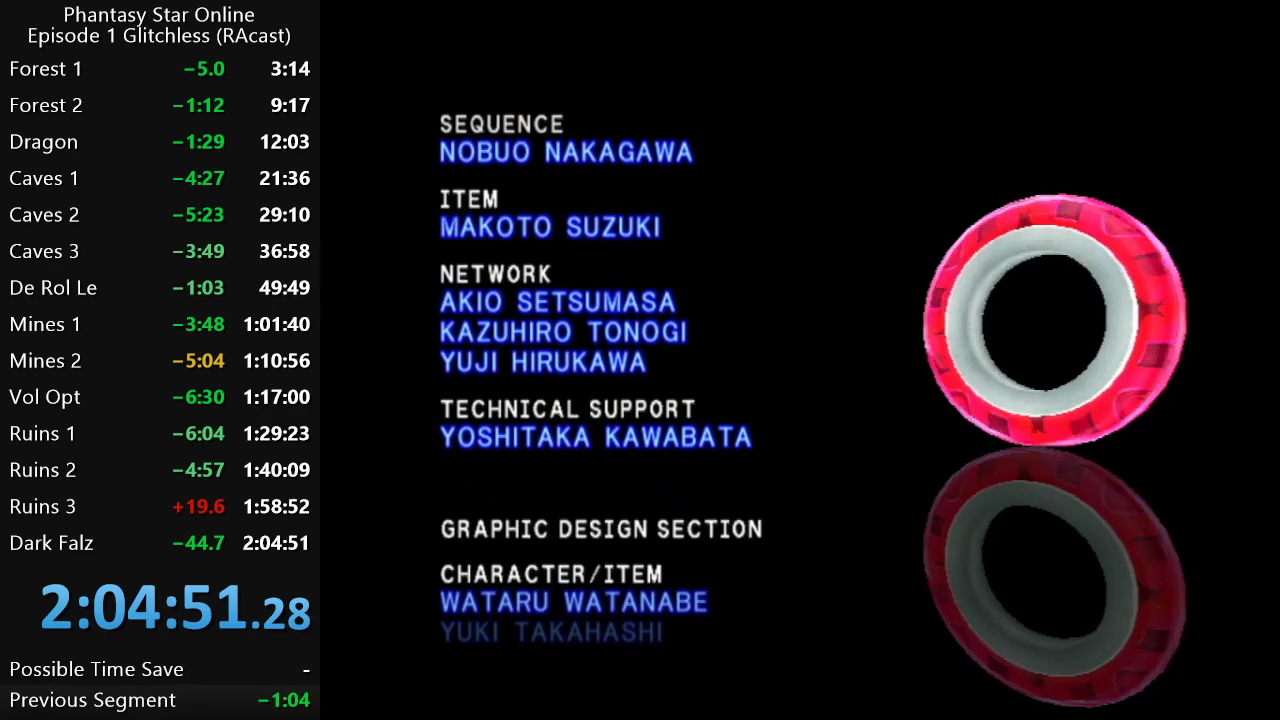 Phantasy Star Online
Episode 1 Glitchless (RAcast)
Forest 1 −5.0 3:14
Forest 2 −1:12 9:17
Dragon −1:29 12:03
Caves 1 −4:27 21:36
Caves 2 −5:23 29:10
Caves 3 −3:49 36:58
De Rol Le −1:03 49:49
Mines 1 −3:48 1:01:40
Mines 2 −5:04 1:10:56
Vol Opt −6:30 1:17:00
Ruins 1 −6:04 1:29:23
Ruins 2 −4:57 1:40:09
Ruins 3 +19.6 1:58:52
Dark Falz −44.7 2:04:51
2:04:51.28
Possible Time Save -
Previous Segment −1:04
SEQUENCE
NOBUO NAKAGAWA
ITEM
MAKOTO SUZUKI
NETWORK
AKIO SETSUMASA
KAZUHIRO TONOGI
YUJI HIRUKAWA
TECHNICAL SUPPORT
YOSHITAKA KAWABATA
GRAPHIC DESIGN SECTION
CHARACTER/ITEM
WATARU WATANABE
YUKI TAKAHASHI